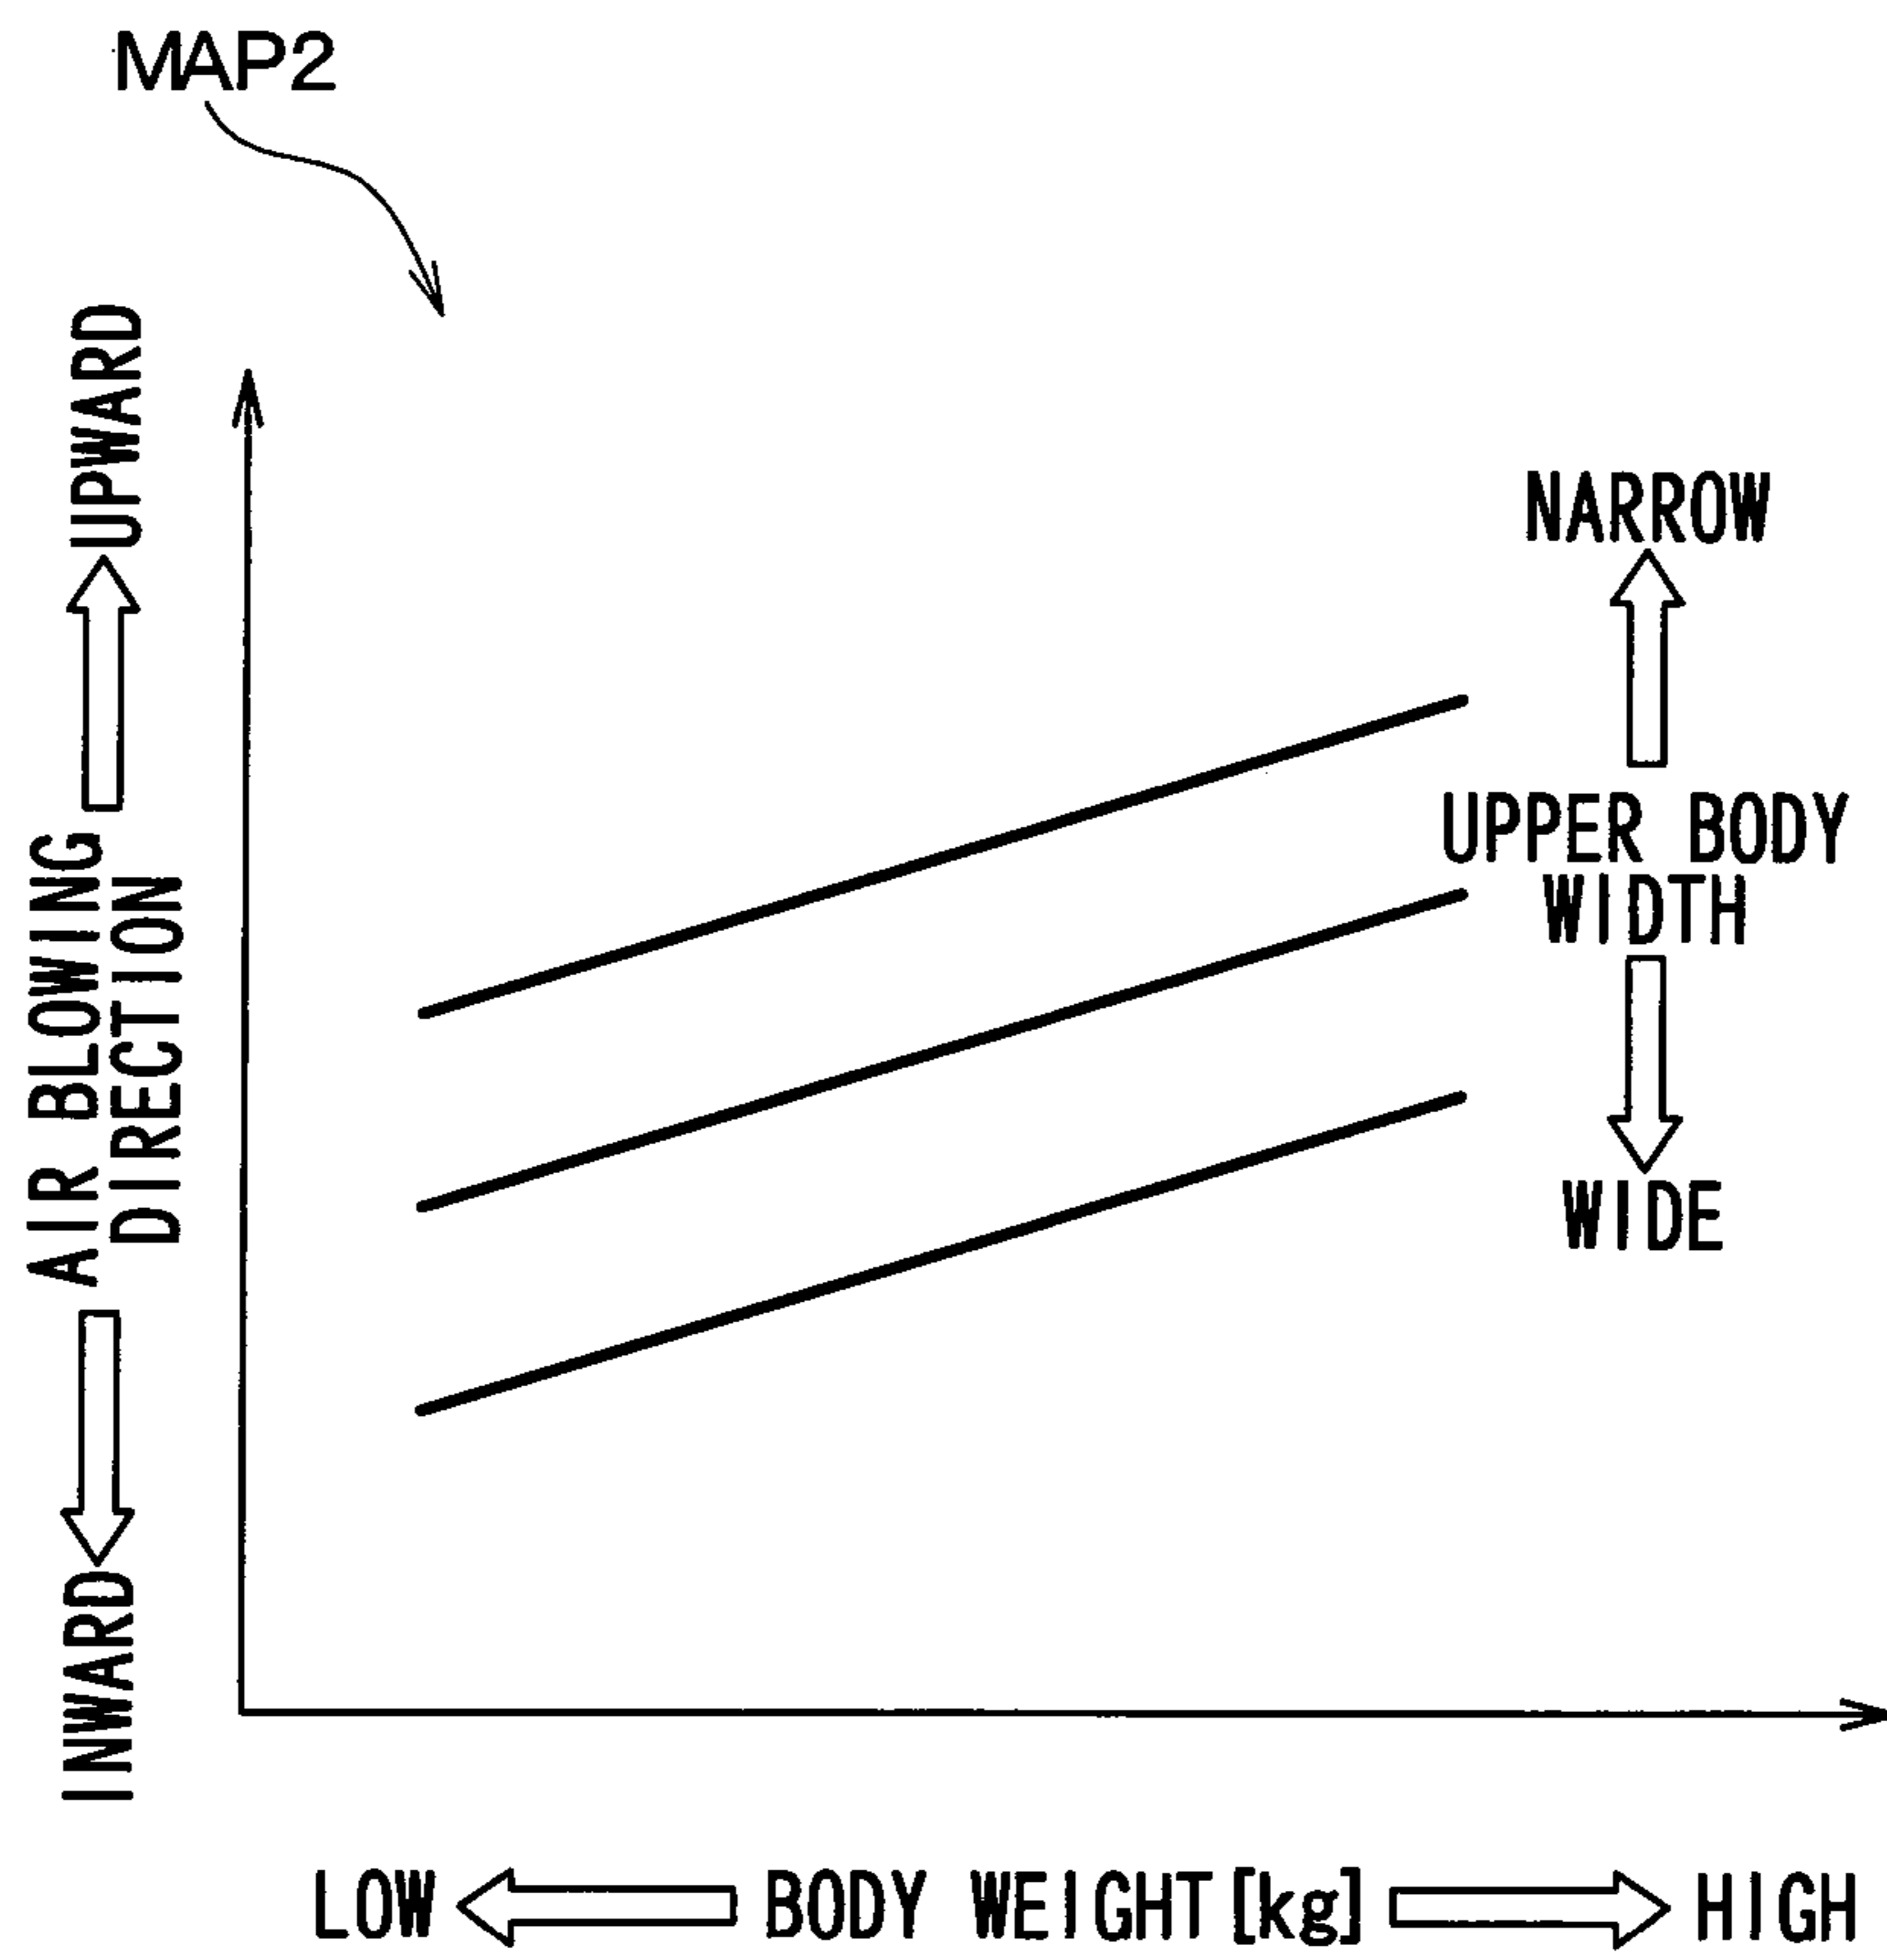 MAP2
UPWARD
AIR BLOWING
DIRECTION
INWARD
NARROW
UPPER BODY
WIDTH
WIDE
LOW
BODY WEIGHT[kg]
HIGH